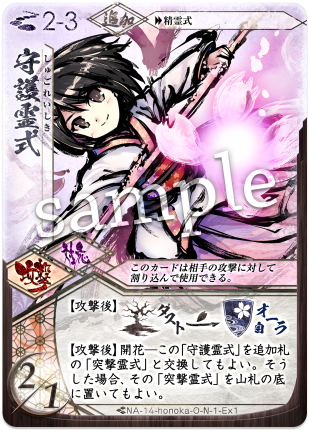 2-3 追加 ▶▶精霊式
しゅごれいしき
守護霊式
sample
攻撃 対応
このカードは相手の攻撃に対して
割り込んで使用できる。
【攻撃後】 ダスト → 自オーラ
2/1
【攻撃後】開花―この「守護霊式」を追加札
の「突撃霊式」と交換してもよい。そう
した場合、その「突撃霊式」を山札の底
に置いてもよい。
NA-14-honoka-O-N-1-Ex1